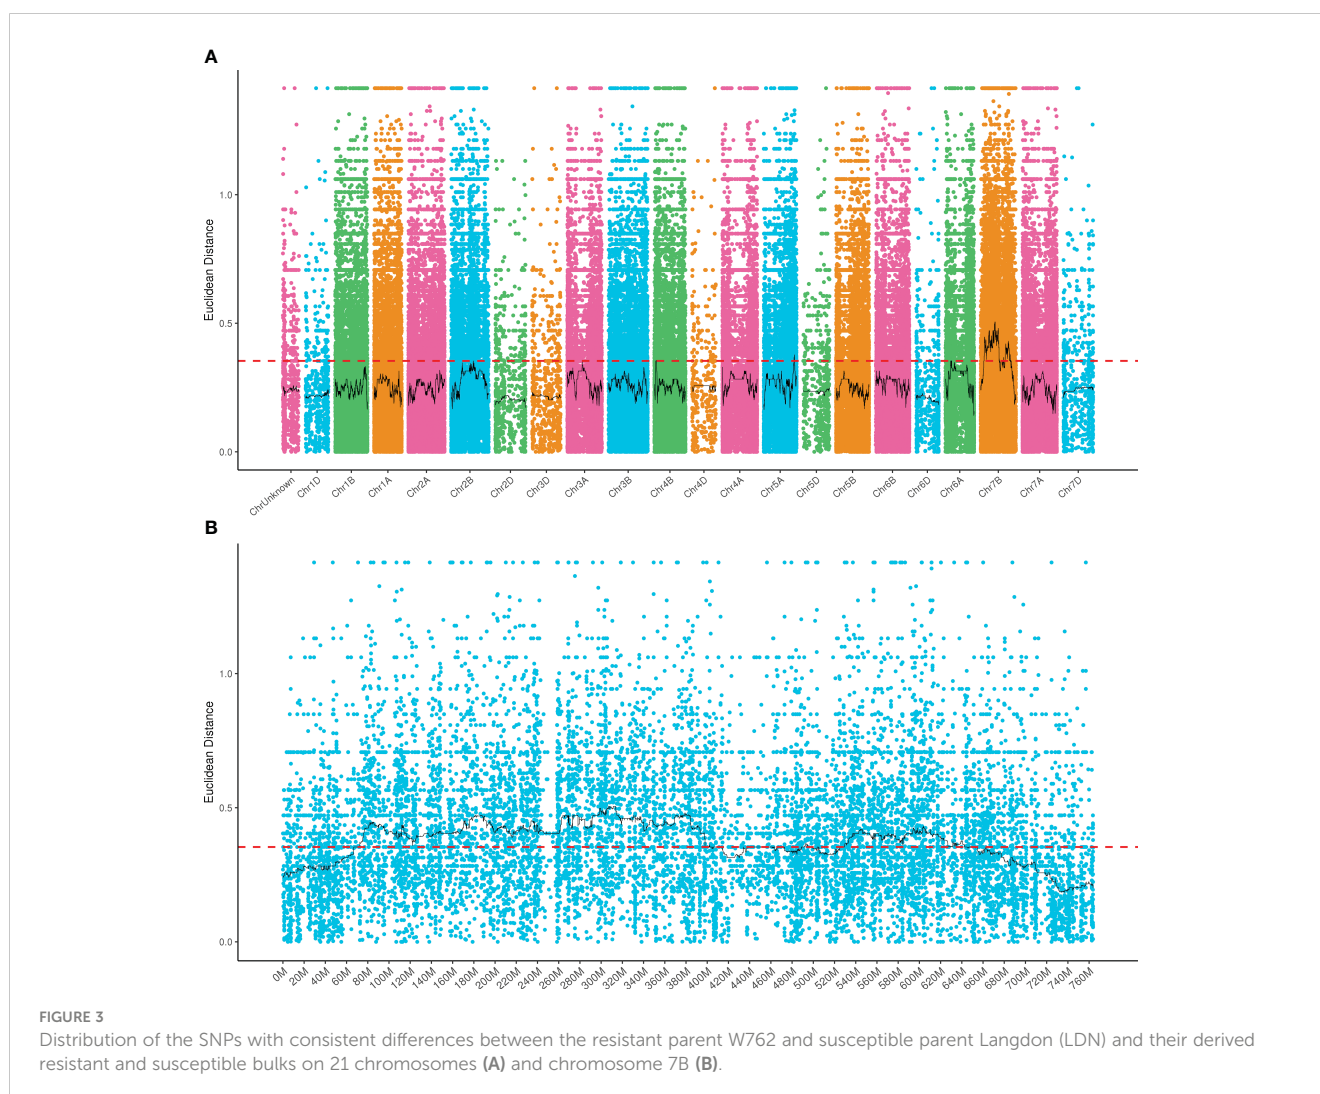 A
Euclidean Distance
1.0
0.5
0.0
ChrUnknown Chr1D Chr1B Chr1A Chr2A Chr2B Chr2D Chr3D Chr3A Chr3B Chr4B Chr4D Chr4A Chr5A Chr5D Chr5B Chr6B Chr6D Chr6A Chr7B Chr7A Chr7D
B
Euclidean Distance
1.0
0.5
0.0
0M 20M 40M 60M 80M 100M 120M 140M 160M 180M 200M 220M 240M 260M 280M 300M 320M 340M 360M 380M 400M 420M 440M 460M 480M 500M 520M 540M 560M 580M 600M 620M 640M 660M 680M 700M 720M 740M 760M
FIGURE 3
Distribution of the SNPs with consistent differences between the resistant parent W762 and susceptible parent Langdon (LDN) and their derived
resistant and susceptible bulks on 21 chromosomes (A) and chromosome 7B (B).